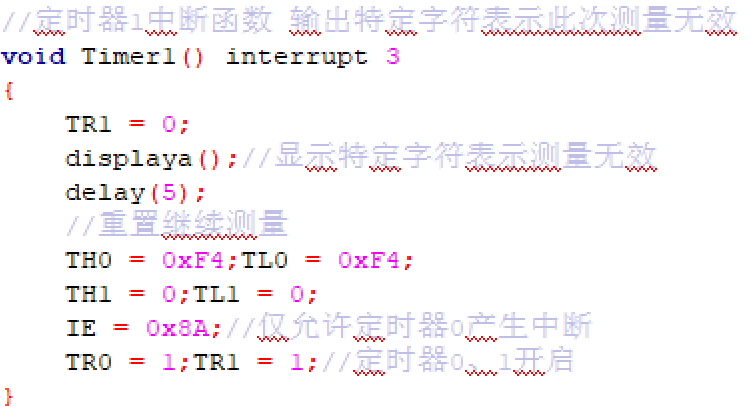 //定时器1中断函数 输出特定字符表示此次测量无效
void Timer1() interrupt 3
{
TR1 = 0;
displaya();//显示特定字符表示测量无效
delay(5);
//重置继续测量
TH0 = 0xF4;TL0 = 0xF4;
TH1 = 0;TL1 = 0;
IE = 0x8A;//仅允许定时器0产生中断
TR0 = 1;TR1 = 1;//定时器0、1开启
}